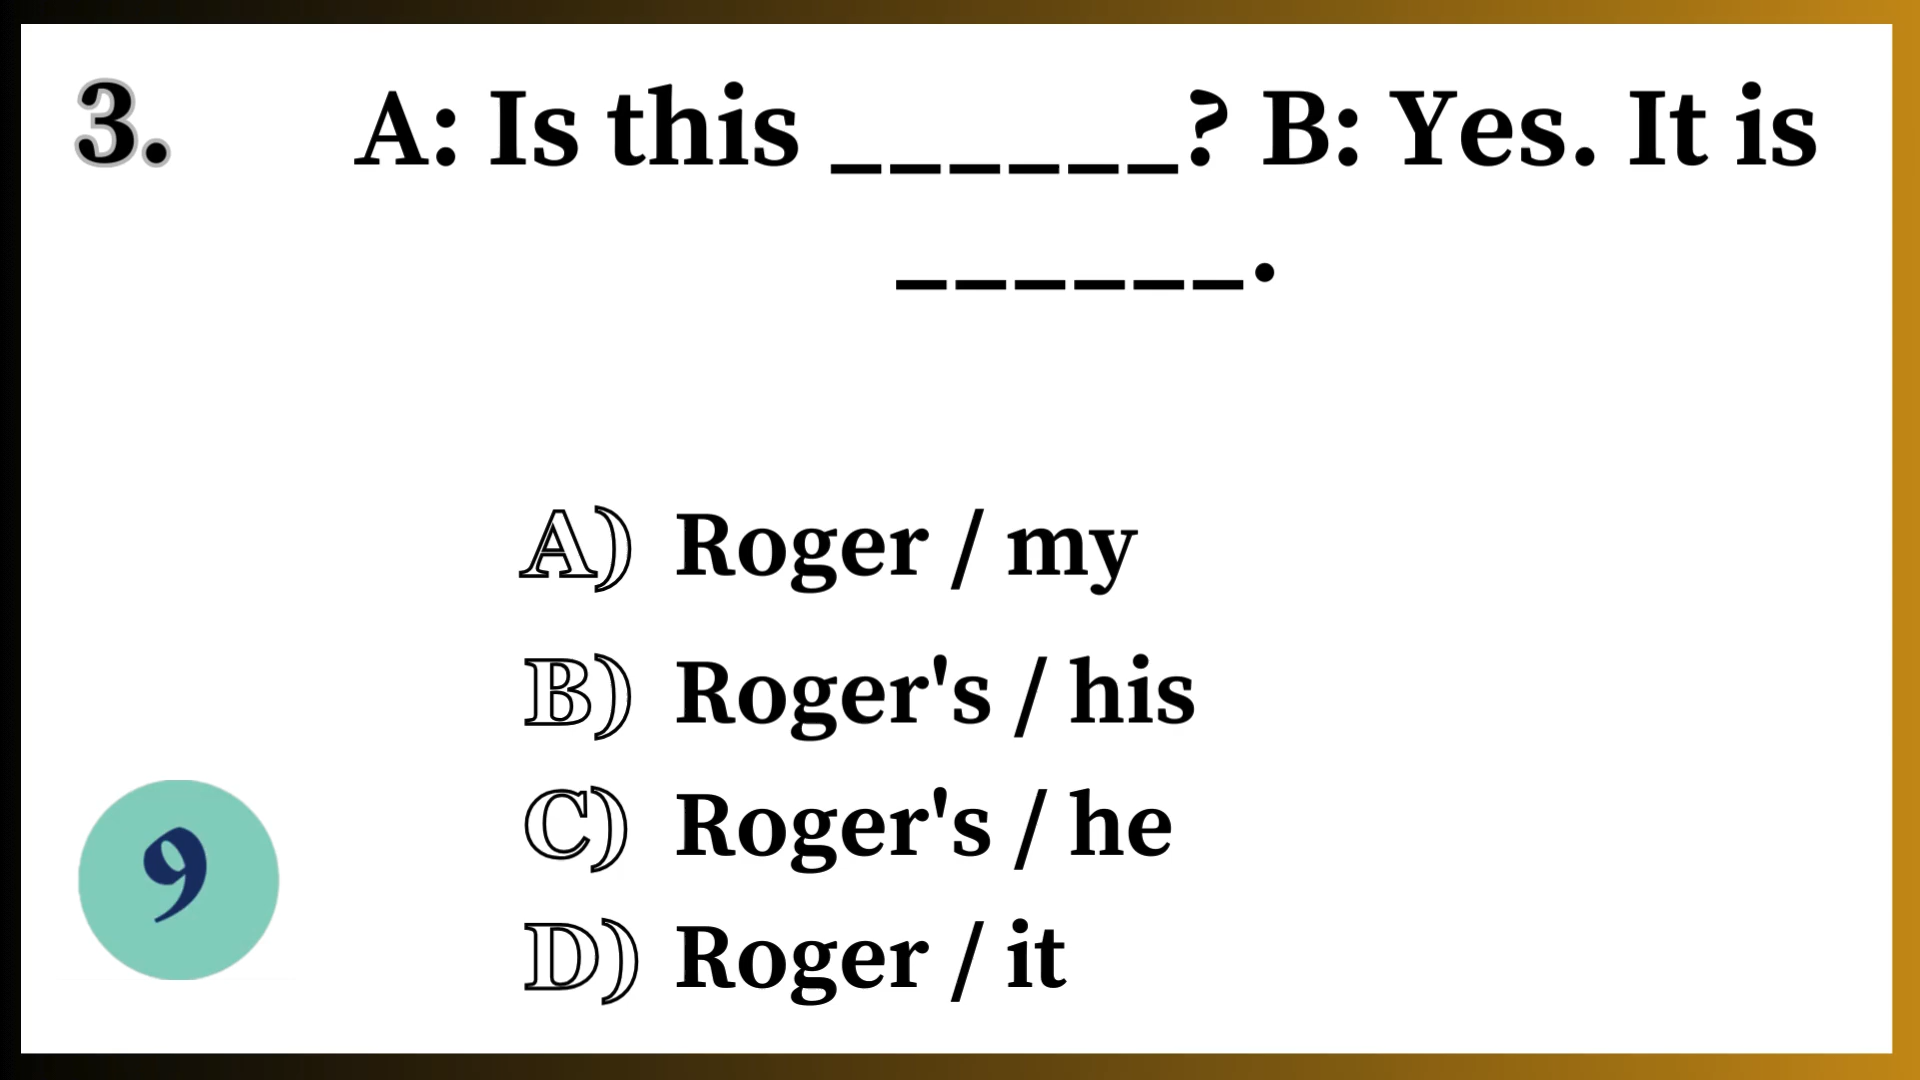 3. A: Is this ______? B: Yes. It is
______.
A) Roger / my
B) Roger's / his
C) Roger's / he
D) Roger / it
9